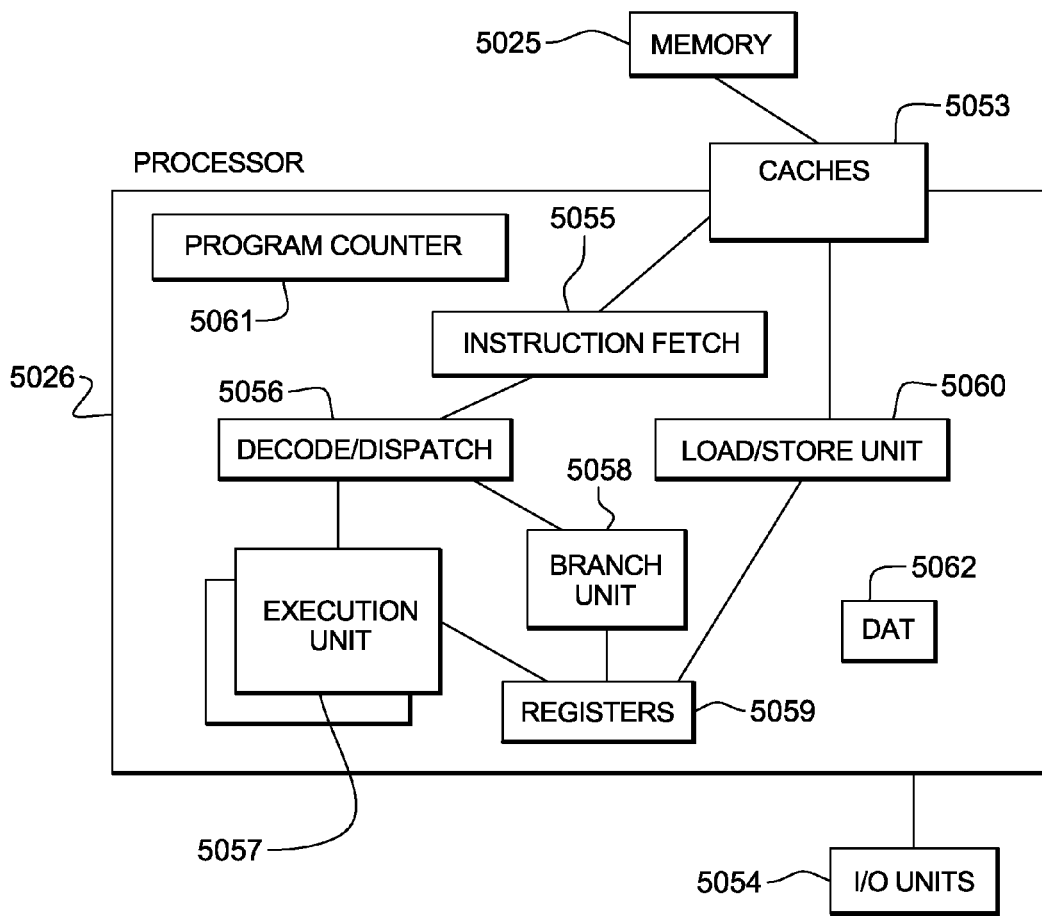 5025
MEMORY
5053
CACHES
PROCESSOR
5055
PROGRAM COUNTER
5061
INSTRUCTION FETCH
5026
5056
5060
DECODE/DISPATCH
LOAD/STORE UNIT
5058
BRANCH
UNIT
5062
EXECUTION
UNIT
DAT
REGISTERS
5059
5057
5054
I/O UNITS